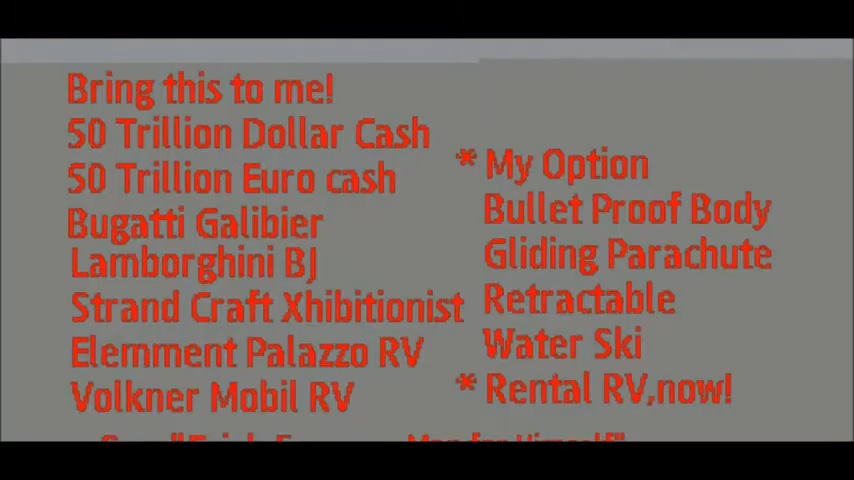 Bring this to me!
50 Trillion Dollar Cash
50 Trillion Euro cash
Bugatti Galibier
Lamborghini BJ
Strand Craft Xhibitionist
Elemment Palazzo RV
Volkner Mobil RV
* My Option
Bullet Proof Body
Gliding Parachute
Retractable
Water Ski
* Rental RV,now!